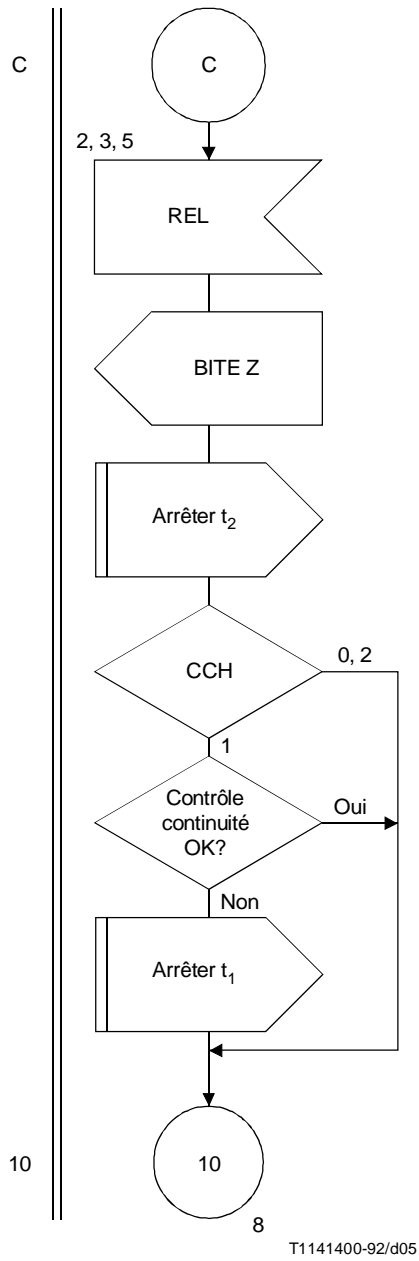 C
C
2, 3, 5
REL
BITE Z
Arrêter t2
CCH
0, 2
1
Contrôle
continuité
OK?
Oui
Non
Arrêter t1
10
10
8
T1141400-92/d05